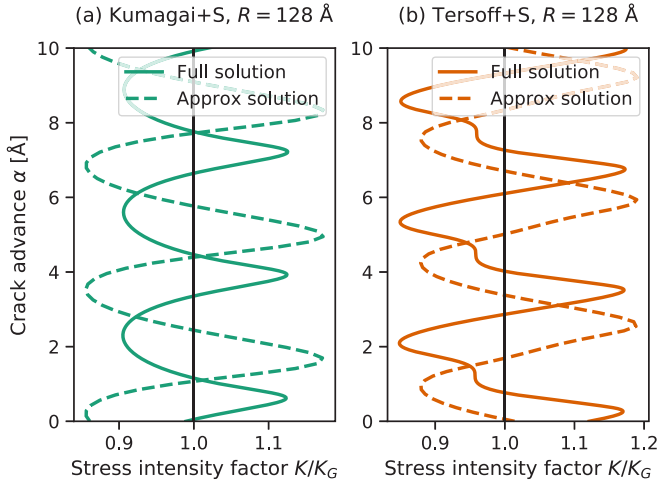 (a) Kumagai+S, R = 128 Å
(b) Tersoff+S, R = 128 Å
Full solution
Approx solution
Full solution
Approx solution
Crack advance α [Å]
10
8
6
4
2
0
10
8
6
4
2
0
0.9 1.0 1.1
0.9 1.0 1.1 1.2
Stress intensity factor K/K_G
Stress intensity factor K/K_G